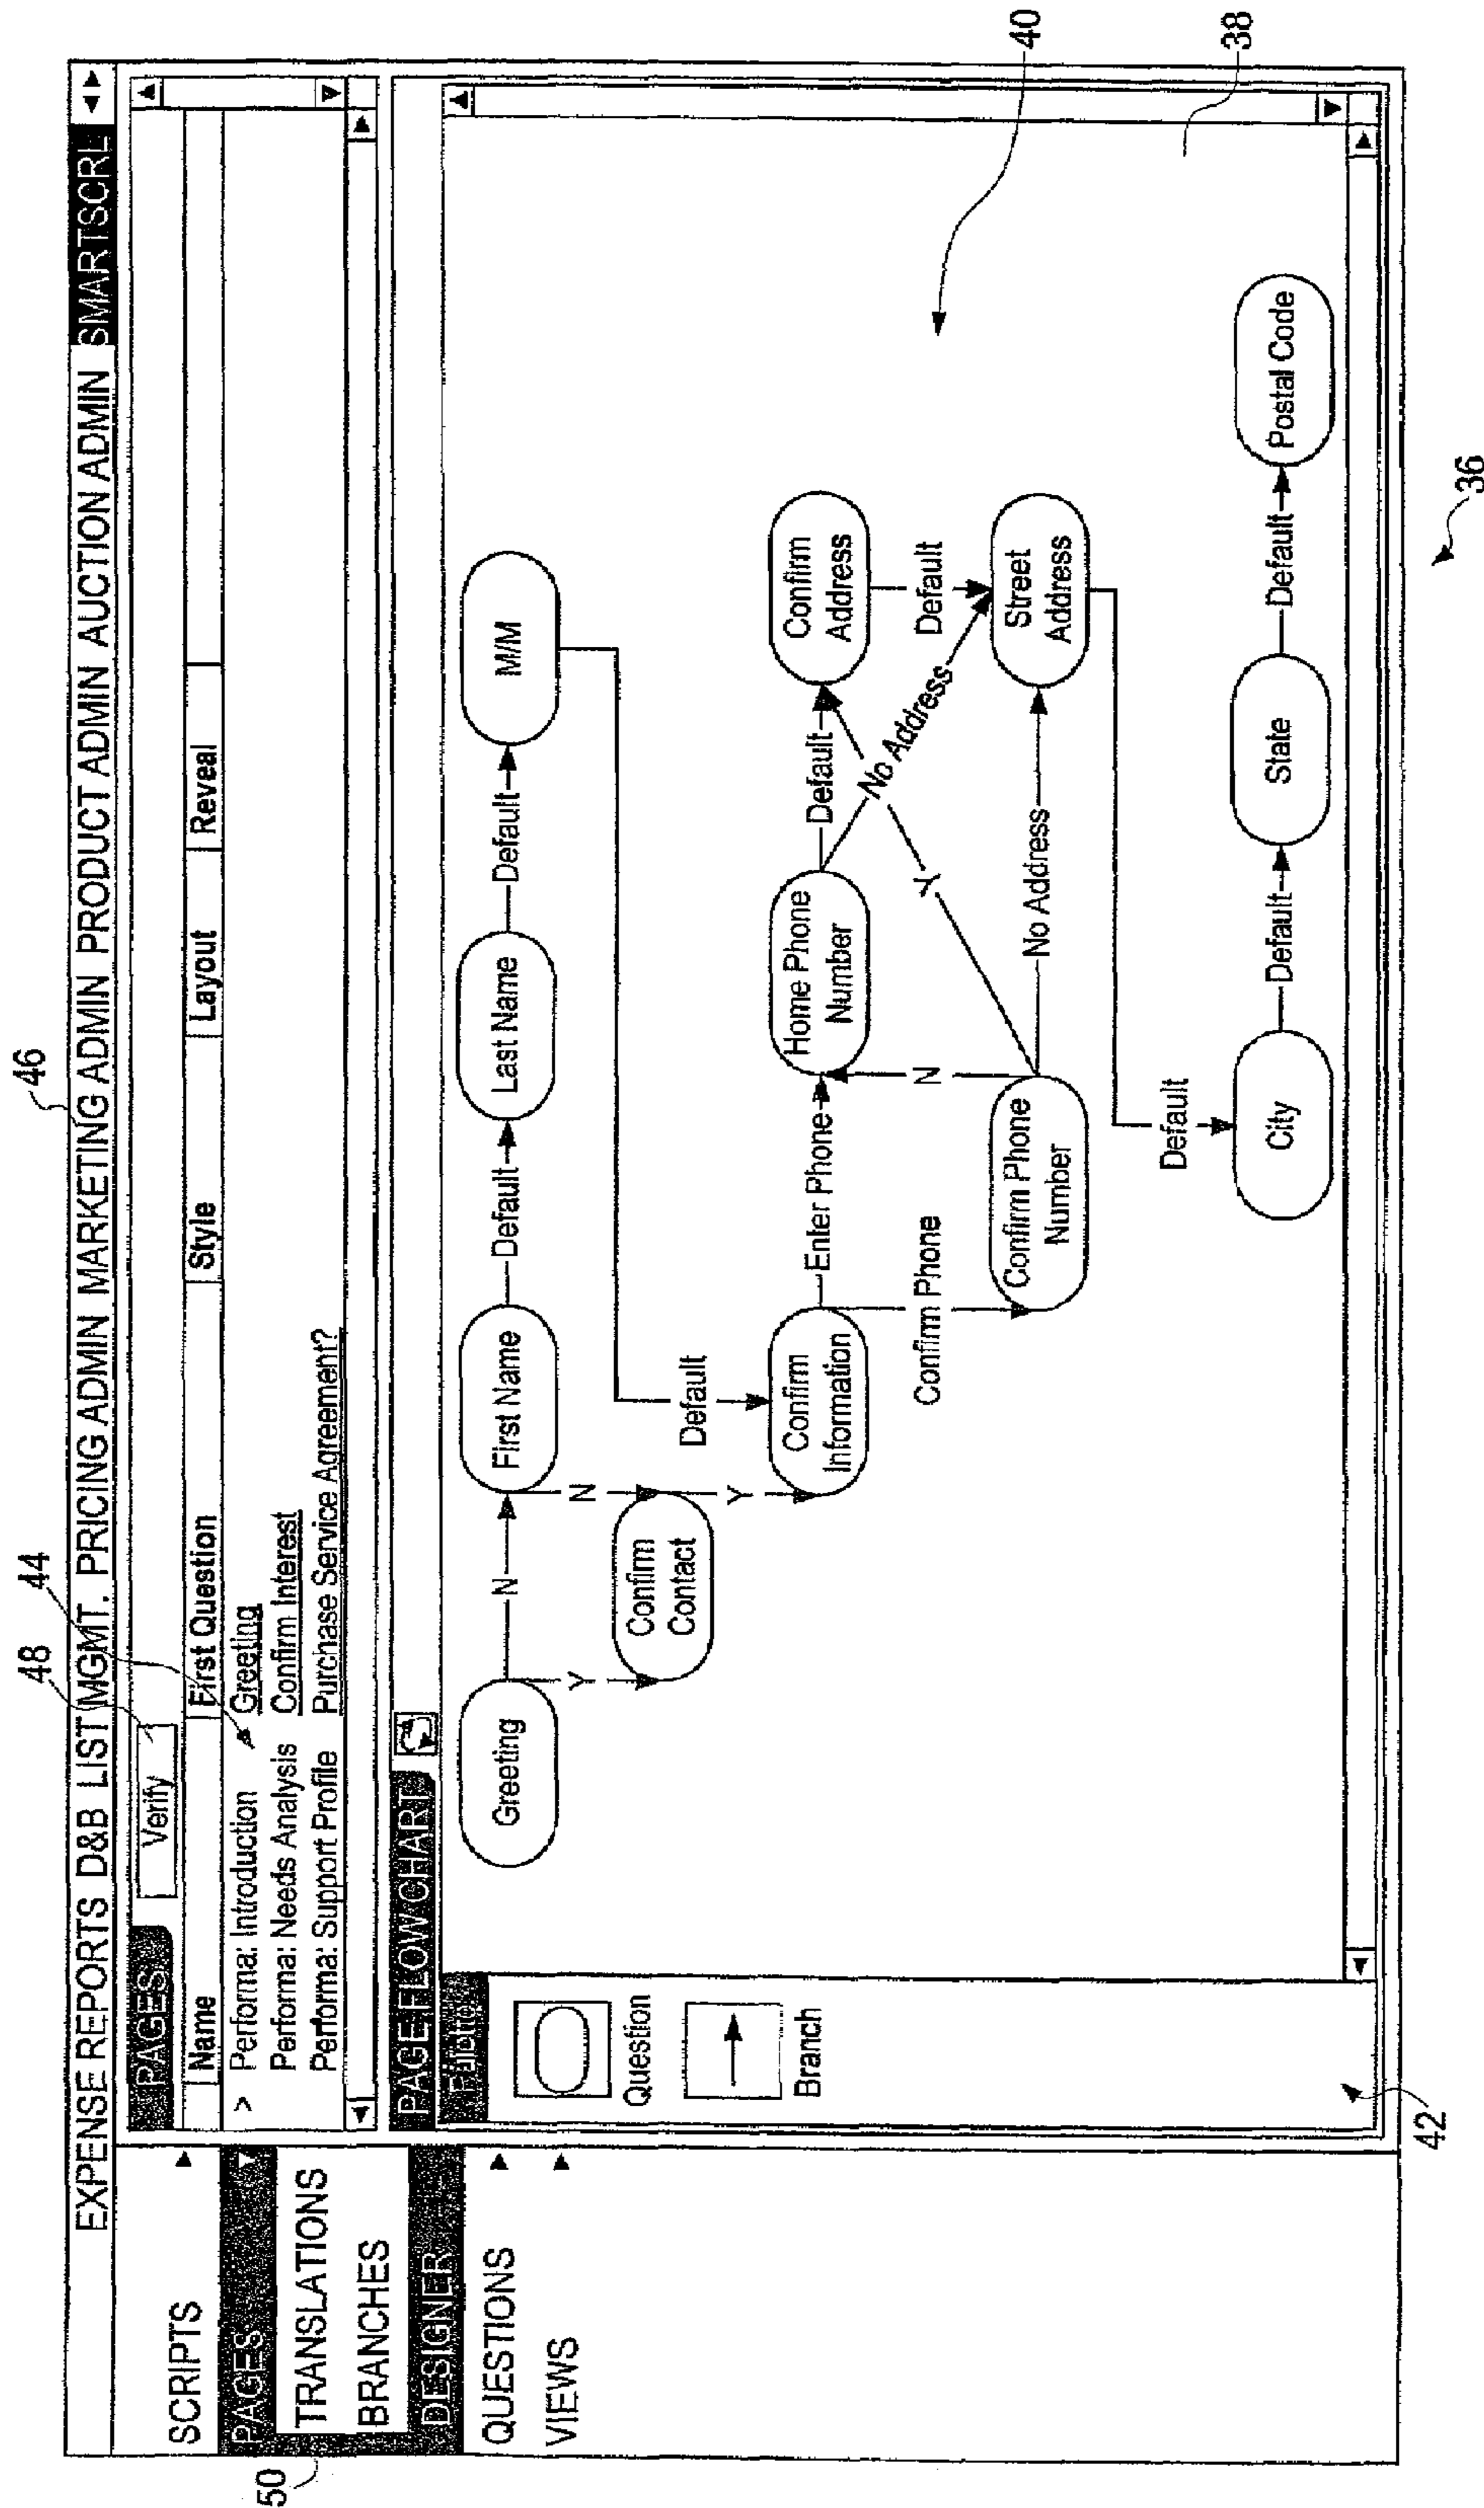 46
48
44
EXPENSE REPORTS D&B LIST MGMT. PRICING ADMIN MARKETING ADMIN PRODUCT ADMIN AUCTION ADMIN SMARTSCRI
SCRIPTS
PAGES
TRANSLATIONS
BRANCHES
DESIGNER
QUESTIONS
VIEWS
50
PAGES
Verify
Name First Question Style Layout Reveal
> Performa: Introduction Greeting
Performa: Needs Analysis Confirm Interest
Performa: Support Profile Purchase Service Agreement?
PAGE FLOWCHART
Question
Branch
Greeting
N
First Name
Default
Last Name
Default
M/M
Y
N
Confirm
Contact
Y
Default
Confirm
Information
Enter Phone
Home Phone
Number
Default
Confirm
Address
Confirm Phone
N
Y
No Address
Default
Confirm Phone
Number
No Address
Street
Address
Default
City
Default
State
Default
Postal Code
40
38
42
36